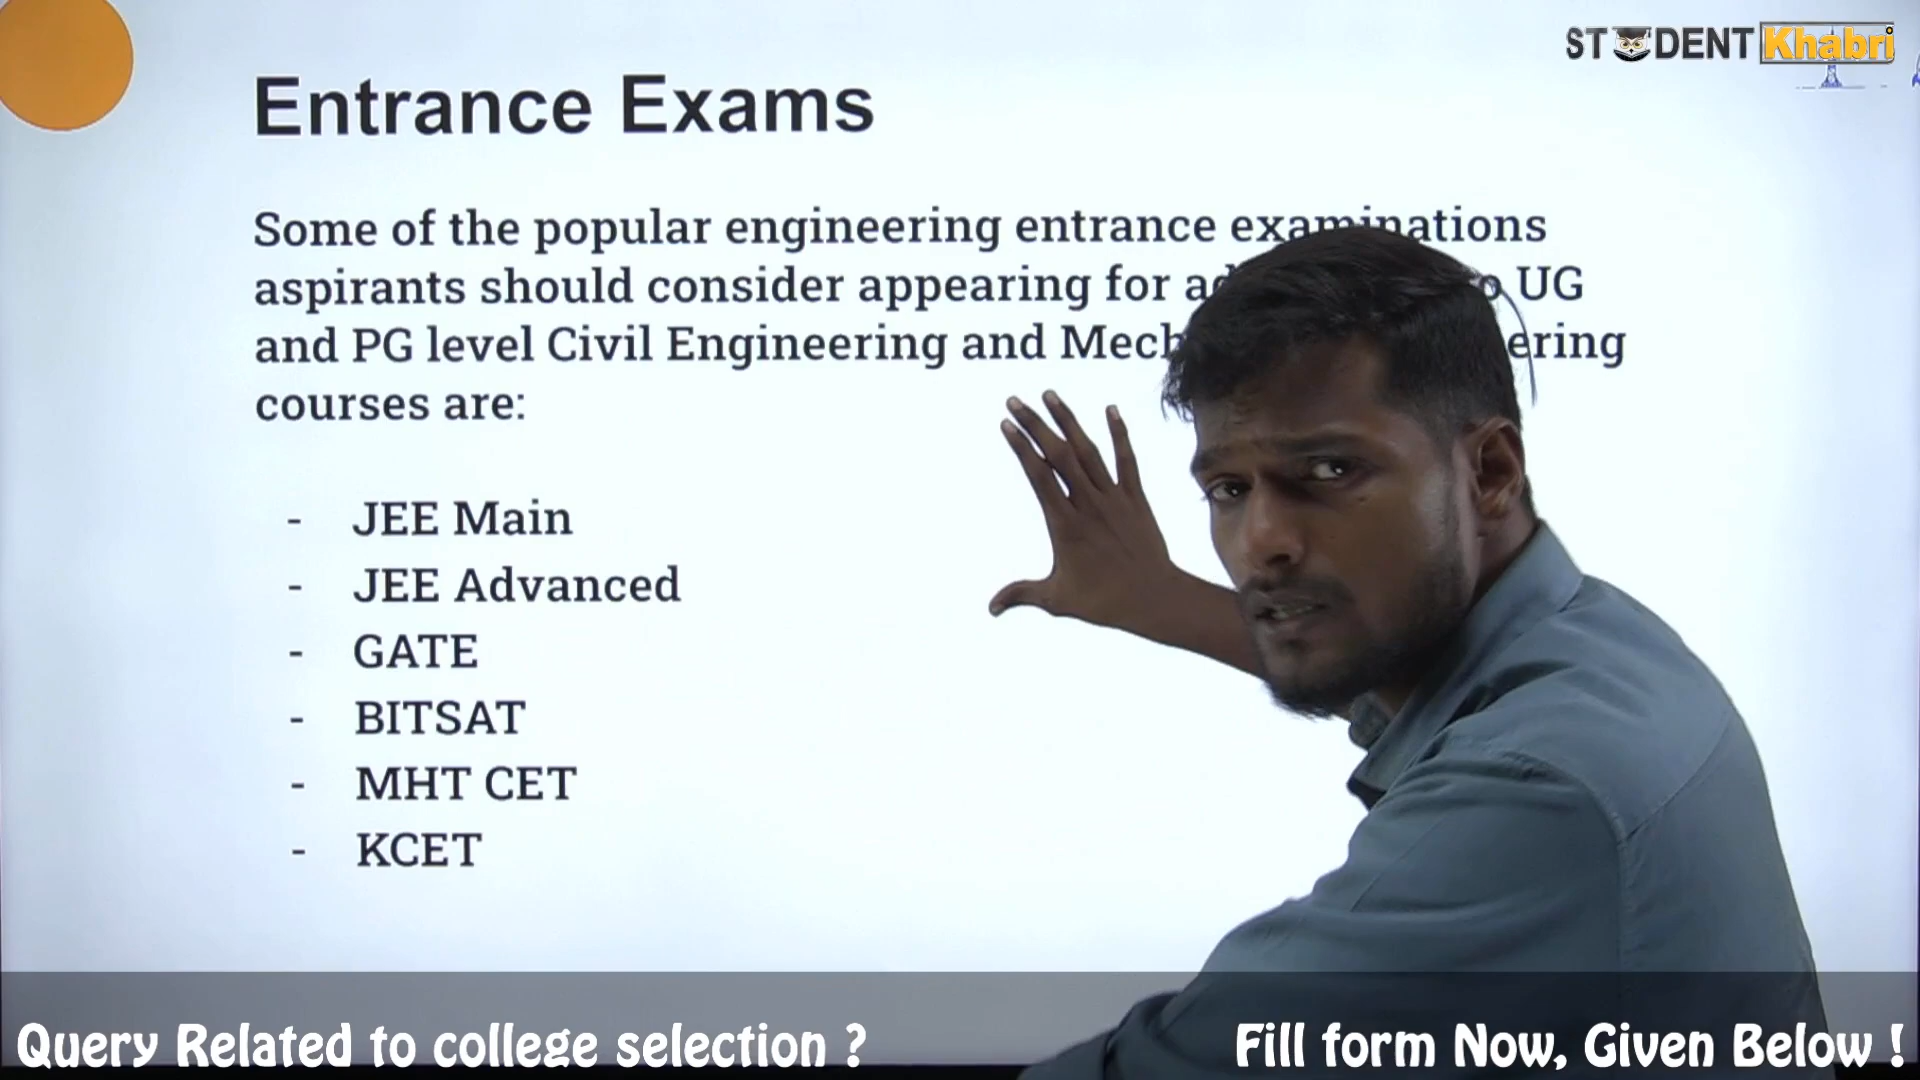 STUDENT Khabri
Entrance Exams
Some of the popular engineering entrance examinations
aspirants should consider appearing for UG
and PG level Civil Engineering and
courses are:
- JEE Main
- JEE Advanced
- GATE
- BITSAT
- MHT CET
- KCET
Query Related to college selection ?
Fill form Now, Given Below !